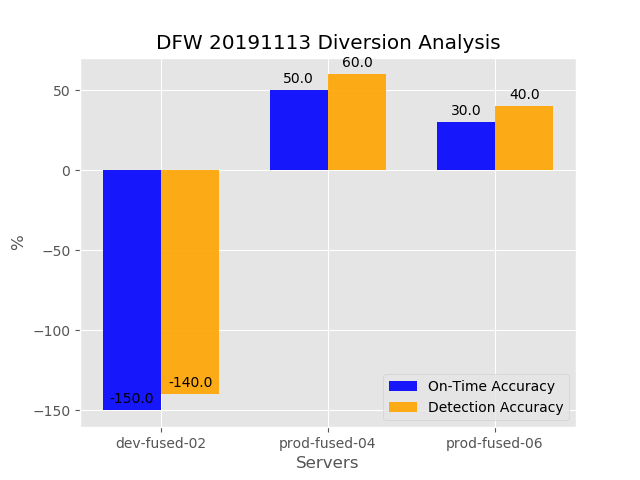 DFW 20191113 Diversion Analysis
60.0
50.0
40.0
30.0
50
0
−50
−100
−150
%
-140.0
-150.0
On-Time Accuracy
Detection Accuracy
dev-fused-02
prod-fused-04
prod-fused-06
Servers